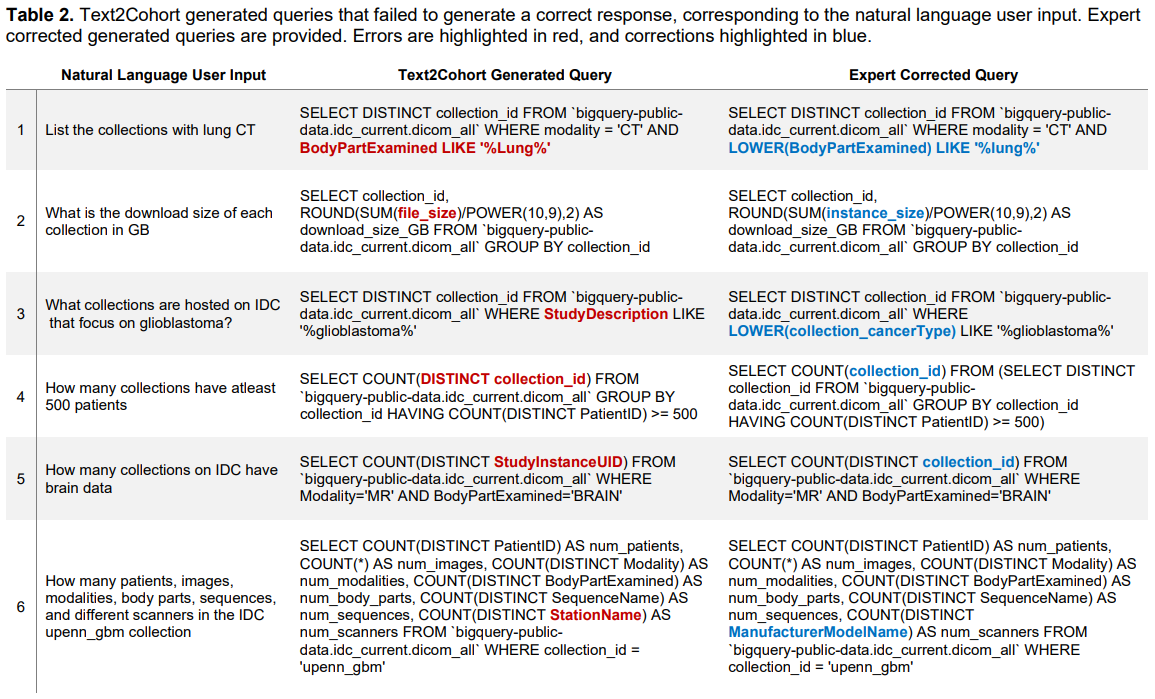 Table 2. Text2Cohort generated queries that failed to generate a correct response, corresponding to the natural language user input. Expert
corrected generated queries are provided. Errors are highlighted in red, and corrections highlighted in blue.
Natural Language User Input
Text2Cohort Generated Query
Expert Corrected Query
1
List the collections with lung CT
SELECT DISTINCT collection_id FROM `bigquery-public-
data.idc_current.dicom_all` WHERE modality = 'CT' AND
BodyPartExamined LIKE '%Lung%'
SELECT DISTINCT collection_id FROM `bigquery-public-
data.idc_current.dicom_all` WHERE modality = 'CT' AND
LOWER(BodyPartExamined) LIKE '%lung%'
2
What is the download size of each
collection in GB
SELECT collection_id,
ROUND(SUM(file_size)/POWER(10,9),2) AS
download_size_GB FROM `bigquery-public-
data.idc_current.dicom_all` GROUP BY collection_id
SELECT collection_id,
ROUND(SUM(instance_size)/POWER(10,9),2) AS
download_size_GB FROM `bigquery-public-
data.idc_current.dicom_all` GROUP BY collection_id
3
What collections are hosted on IDC
that focus on glioblastoma?
SELECT DISTINCT collection_id FROM `bigquery-public-
data.idc_current.dicom_all` WHERE StudyDescription LIKE
'%glioblastoma%'
SELECT DISTINCT collection_id FROM `bigquery-public-
data.idc_current.dicom_all` WHERE
LOWER(collection_cancerType) LIKE '%glioblastoma%'
4
How many collections have atleast
500 patients
SELECT COUNT(DISTINCT collection_id) FROM
`bigquery-public-data.idc_current.dicom_all` GROUP BY
collection_id HAVING COUNT(DISTINCT PatientID) >= 500
SELECT COUNT(collection_id) FROM (SELECT DISTINCT
collection_id FROM `bigquery-public-
data.idc_current.dicom_all` GROUP BY collection_id
HAVING COUNT(DISTINCT PatientID) >= 500)
5
How many collections on IDC have
brain data
SELECT COUNT(DISTINCT StudyInstanceUID) FROM
`bigquery-public-data.idc_current.dicom_all` WHERE
Modality='MR' AND BodyPartExamined='BRAIN'
SELECT COUNT(DISTINCT collection_id) FROM
`bigquery-public-data.idc_current.dicom_all` WHERE
Modality='MR' AND BodyPartExamined='BRAIN'
6
How many patients, images,
modalities, body parts, sequences,
and different scanners in the IDC
upenn_gbm collection
SELECT COUNT(DISTINCT PatientID) AS num_patients,
COUNT(*) AS num_images, COUNT(DISTINCT Modality) AS
num_modalities, COUNT(DISTINCT BodyPartExamined) AS
num_body_parts, COUNT(DISTINCT SequenceName) AS
num_sequences, COUNT(DISTINCT StationName) AS
num_scanners FROM `bigquery-public-
data.idc_current.dicom_all` WHERE collection_id =
'upenn_gbm'
SELECT COUNT(DISTINCT PatientID) AS num_patients,
COUNT(*) AS num_images, COUNT(DISTINCT Modality) AS
num_modalities, COUNT(DISTINCT BodyPartExamined) AS
num_body_parts, COUNT(DISTINCT SequenceName) AS
num_sequences, COUNT(DISTINCT
ManufacturerModelName) AS num_scanners FROM
`bigquery-public-data.idc_current.dicom_all` WHERE
collection_id = 'upenn_gbm'